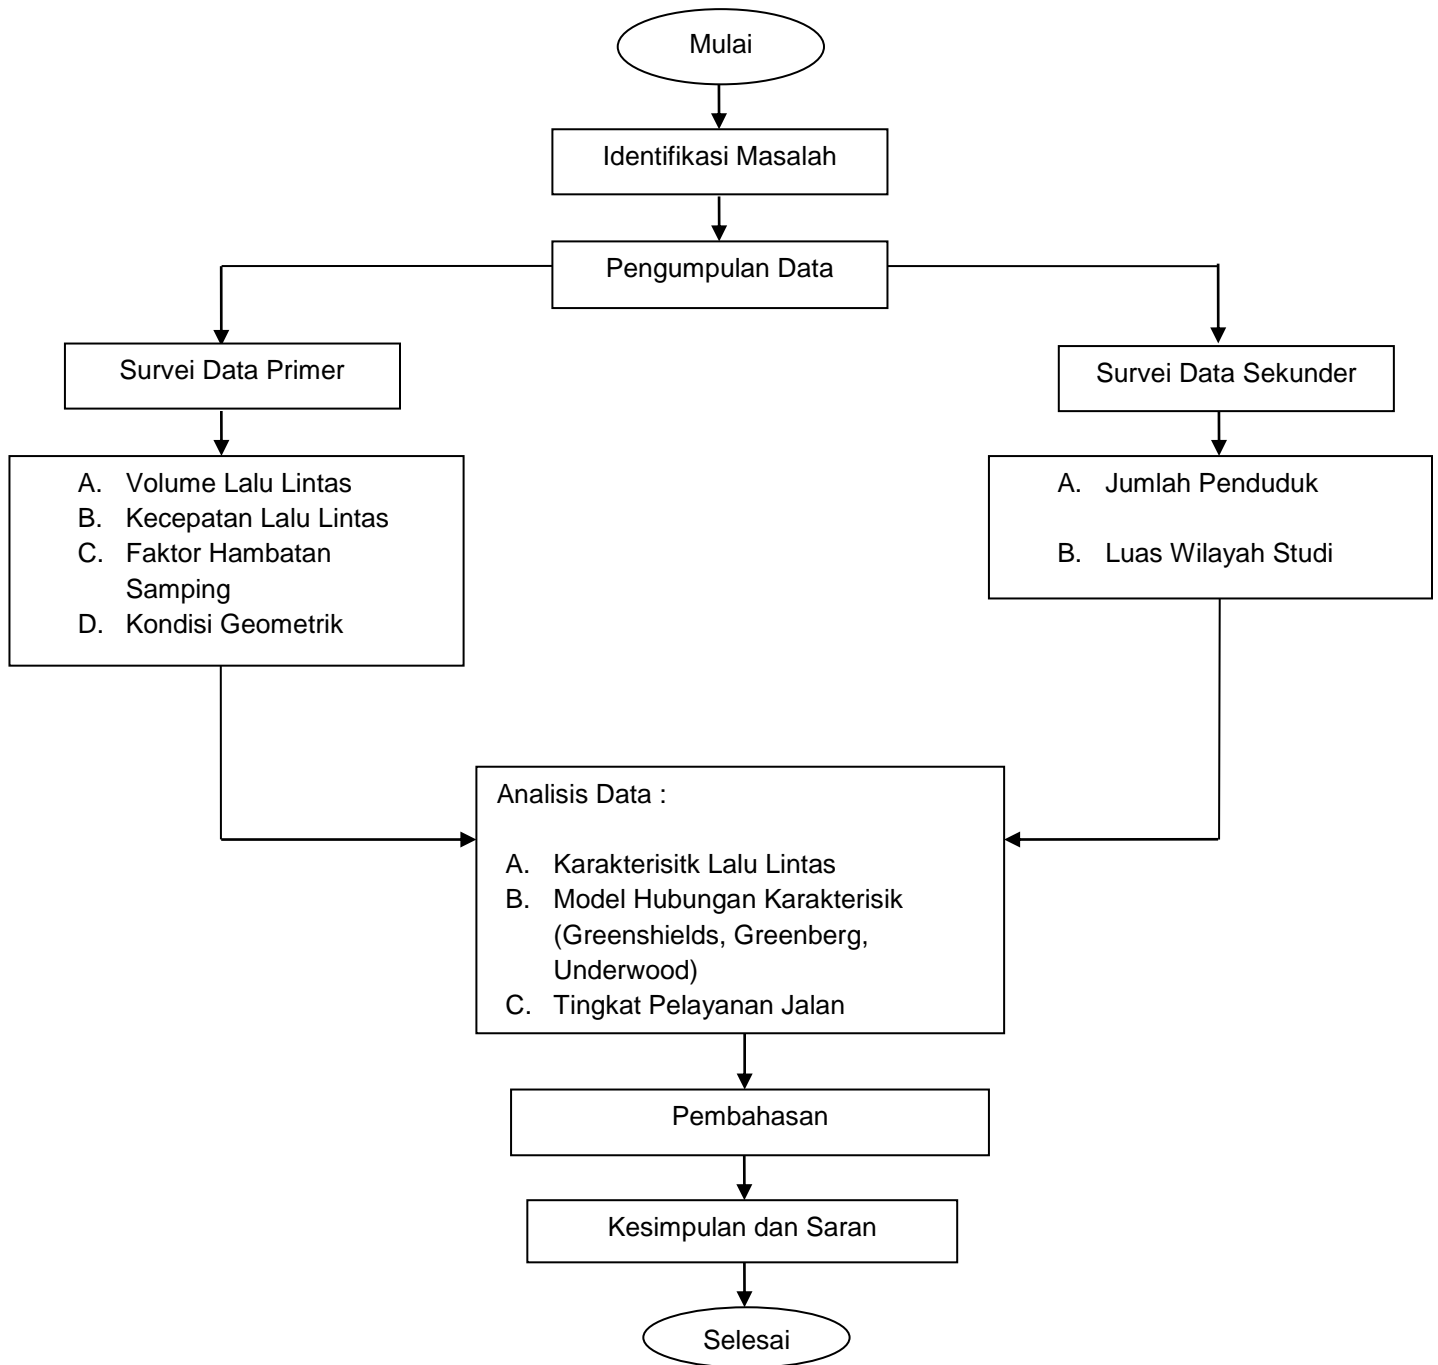 Mulai
Identifikasi Masalah
Pengumpulan Data
Survei Data Primer
Survei Data Sekunder
A. Volume Lalu Lintas
B. Kecepatan Lalu Lintas
C. Faktor Hambatan
Samping
D. Kondisi Geometrik
A. Jumlah Penduduk
B. Luas Wilayah Studi
Analisis Data :
A. Karakterisitk Lalu Lintas
B. Model Hubungan Karakterisik
(Greenshields, Greenberg,
Underwood)
C. Tingkat Pelayanan Jalan
Pembahasan
Kesimpulan dan Saran
Selesai